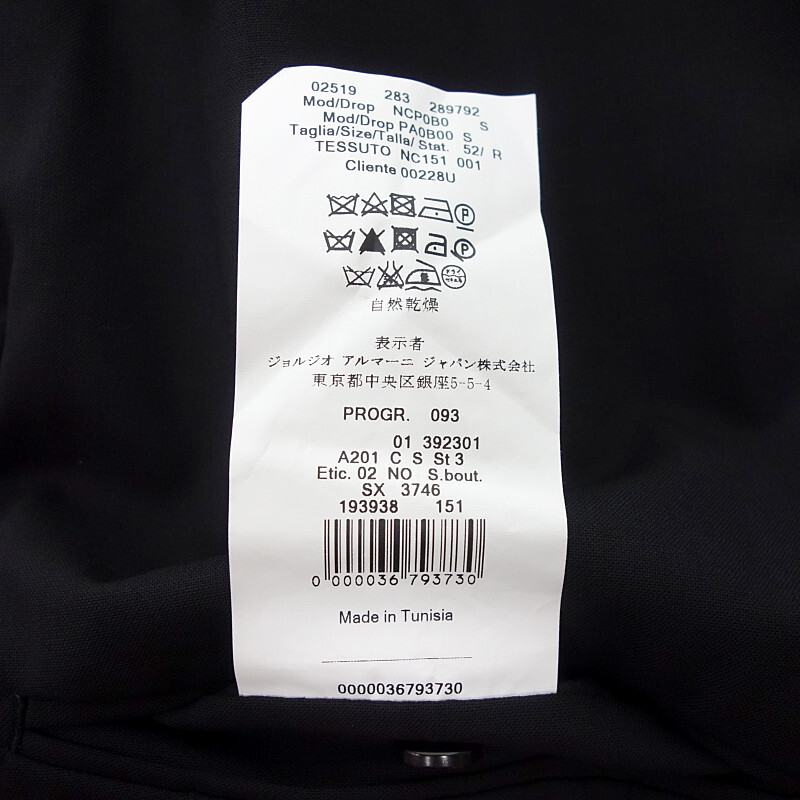 02519 283 289792
Mod/Drop NCP0B0 S
Mod/Drop PA0B00 S
Taglia/Size/Talla/ Stat. 52/ R
TESSUTO NC151 001
Cliente 00228U
P
P
ドライ
自然乾燥
表示者
ジョルジオ アルマーニ ジャパン株式会社
東京都中央区銀座5-5-4
PROGR. 093
01 392301
A201 C S St 3
Etic. 02 NO S.bout.
SX 3746
193938 151
0 000036 793730
Made in Tunisia
0000036793730